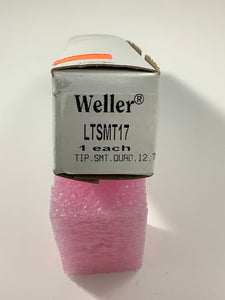 Weller®
LTSMT17
1 each
TIP.SMT.QUAD.12.7